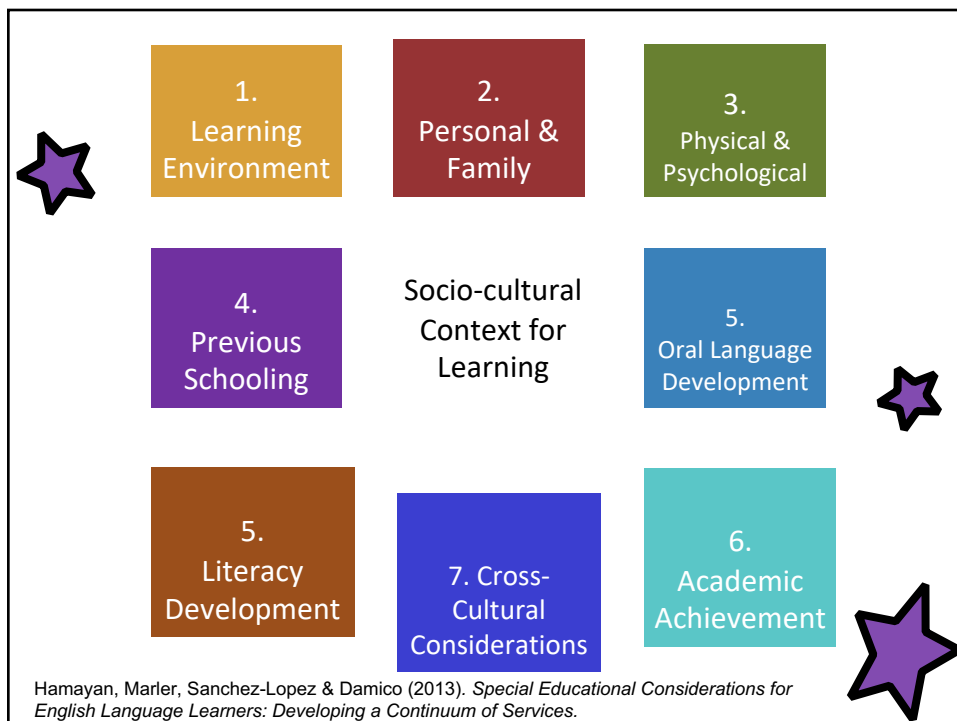 1.
Learning
Environment
2.
Personal &
Family
3.
Physical &
Psychological
4.
Previous
Schooling
Socio-cultural
Context for
Learning
5.
Oral Language
Development
5.
Literacy
Development
7. Cross-
Cultural
Considerations
6.
Academic
Achievement
Hamayan, Marler, Sanchez-Lopez & Damico (2013). Special Educational Considerations for
English Language Learners: Developing a Continuum of Services.